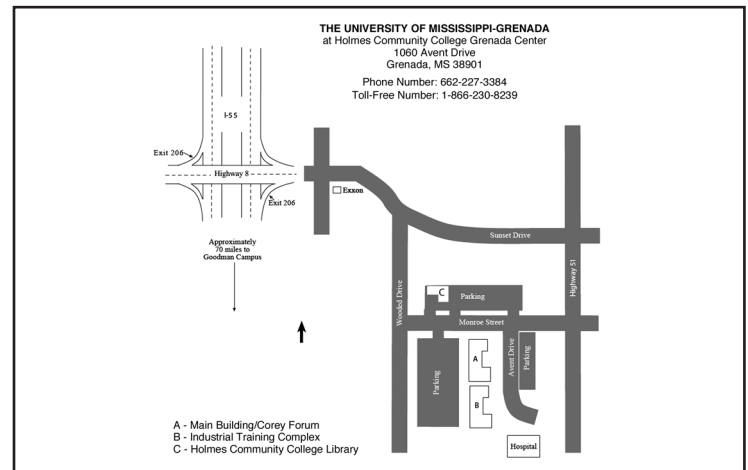 THE UNIVERSITY OF MISSISSIPPI-GRENADA
at Holmes Community College Grenada Center
1060 Avent Drive
Grenada, MS 38901
Phone Number: 662-227-3384
Toll-Free Number: 1-866-230-8239
I-55
Exit 206
Highway 8
Exit 206
Exxon
Sunset Drive
Approximately
70 miles to
Goodman Campus
Highway 51
Wooded Drive
C
Parking
Monroe Street
A
Avent Drive
Parking
Parking
B
Hospital
A - Main Building/Corey Forum
B - Industrial Training Complex
C - Holmes Community College Library